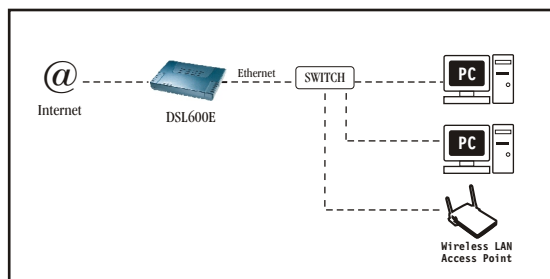 @
Internet
DSL600E
Ethernet
SWITCH
PC
PC
Wireless LAN
Access Point